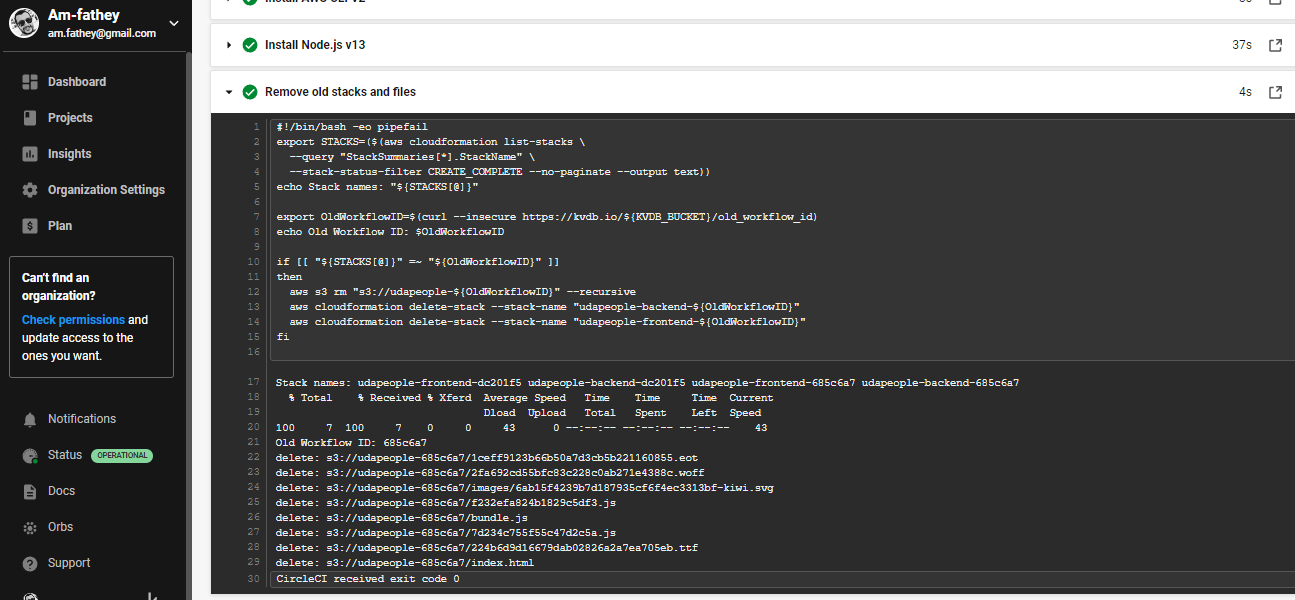 Am-fathey
am.fathey@gmail.com
Dashboard
Projects
Insights
Organization Settings
Plan
Can't find an
organization?
Check permissions and
update access to the
ones you want.
Notifications
Status OPERATIONAL
Docs
Orbs
Support
Install Node.js v13 37s
Remove old stacks and files 4s
1 #!/bin/bash -eo pipefail
2 export STACKS=($(aws cloudformation list-stacks \
3 --query "StackSummaries[*].StackName" \
4 --stack-status-filter CREATE_COMPLETE --no-paginate --output text))
5 echo Stack names: "${STACKS[@]}"
6
7 export OldWorkflowID=$(curl --insecure https://kvdb.io/${KVDB_BUCKET}/old_workflow_id)
8 echo Old Workflow ID: $OldWorkflowID
9
10 if [[ "${STACKS[@]}" =~ "${OldWorkflowID}" ]]
11 then
12 aws s3 rm "s3://udapeople-${OldWorkflowID}" --recursive
13 aws cloudformation delete-stack --stack-name "udapeople-backend-${OldWorkflowID}"
14 aws cloudformation delete-stack --stack-name "udapeople-frontend-${OldWorkflowID}"
15 fi
16
17 Stack names: udapeople-frontend-dc201f5 udapeople-backend-dc201f5 udapeople-frontend-685c6a7 udapeople-backend-685c6a7
18 % Total % Received % Xferd Average Speed Time Time Time Current
19 Dload Upload Total Spent Left Speed
20 100 7 100 7 0 0 43 0 --:--:-- --:--:-- --:--:-- 43
21 Old Workflow ID: 685c6a7
22 delete: s3://udapeople-685c6a7/1ceff9123b66b50a7d3cb5b221160855.eot
23 delete: s3://udapeople-685c6a7/2fa692cd55bfc83c228c0ab271e4388c.woff
24 delete: s3://udapeople-685c6a7/images/6ab15f4239b7d187935cf6f4ec3313bf-kiwi.svg
25 delete: s3://udapeople-685c6a7/f232efa824b1829c5df3.js
26 delete: s3://udapeople-685c6a7/bundle.js
27 delete: s3://udapeople-685c6a7/7d234c755f55c47d2c5a.js
28 delete: s3://udapeople-685c6a7/224b6d9d16679dab02826a2a7ea705eb.ttf
29 delete: s3://udapeople-685c6a7/index.html
30 CircleCI received exit code 0